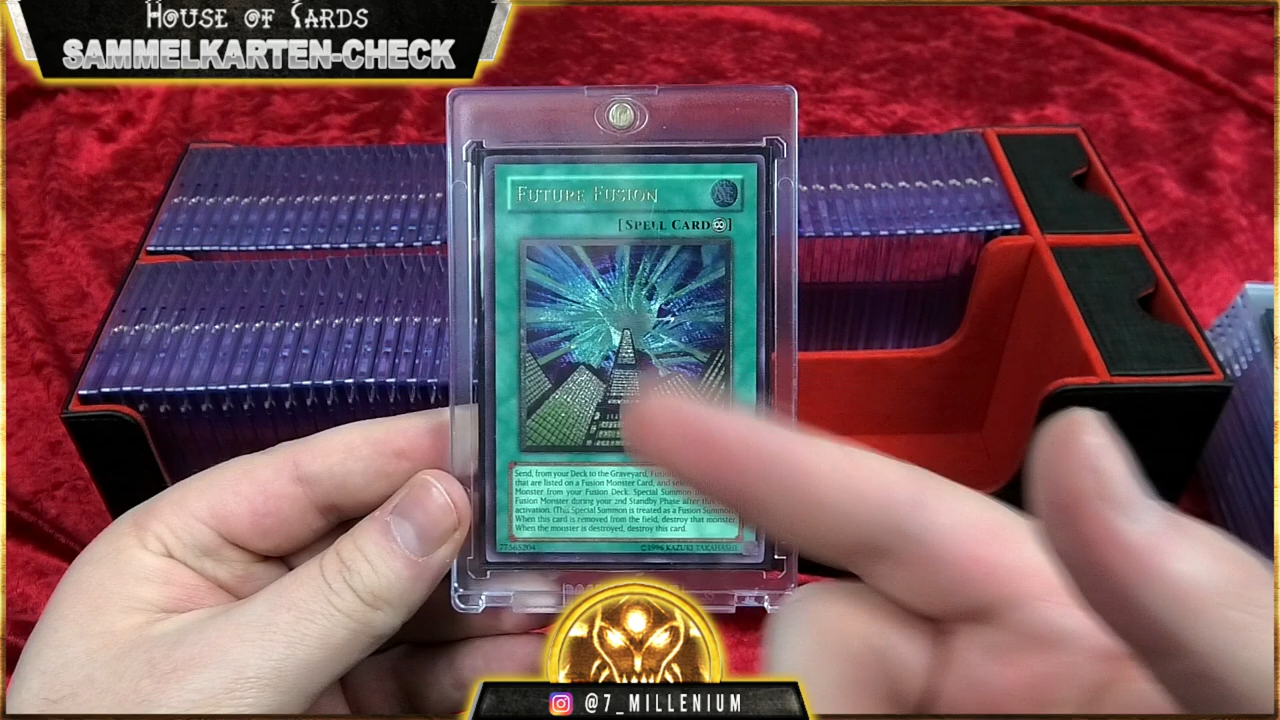 House of Cards
SAMMELKARTEN-CHECK
Future Fusion
[Spell Card]
Send, from your Deck to the Graveyard,
that are listed on a Fusion Monster Card, and
Monster from your Fusion Deck. Special Summon
Fusion Monster during your 2nd Standby Phase after
activation. (This Special Summon is treated as a Fusion Summon
When this card is removed from the field, destroy that monster.
When the monster is destroyed, destroy this card.
77565204 ©1996 KAZUKI TAKAHASHI
@7_MILLENIUM